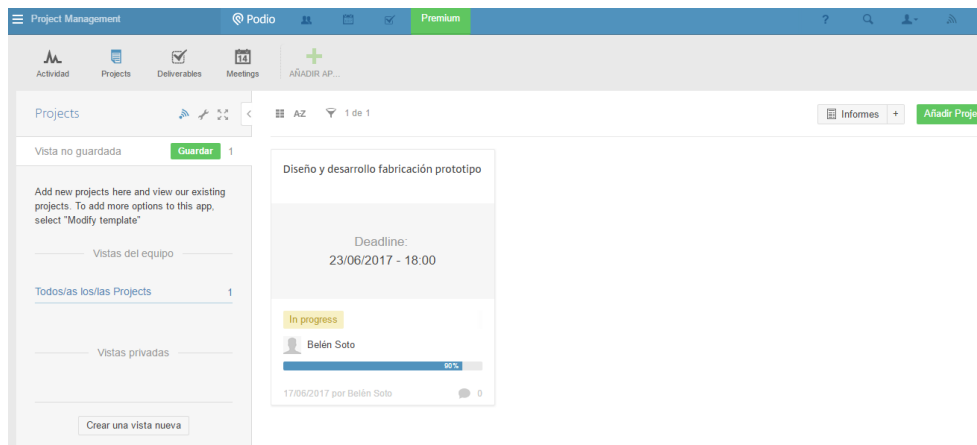 Project Management
Podio
Premium
?
Actividad
Projects
Deliverables
14
Meetings
AÑADIR AP...
Projects
AZ
1 de 1
Informes
+
Añadir Proje
Vista no guardada
Guardar
1
Add new projects here and view our existing
projects. To add more options to this app,
select "Modify template"
Vistas del equipo
Todos/as los/las Projects
1
Vistas privadas
Crear una vista nueva
Diseño y desarrollo fabricación prototipo
Deadline:
23/06/2017 - 18:00
In progress
Belén Soto
90%
17/06/2017 por Belén Soto
0